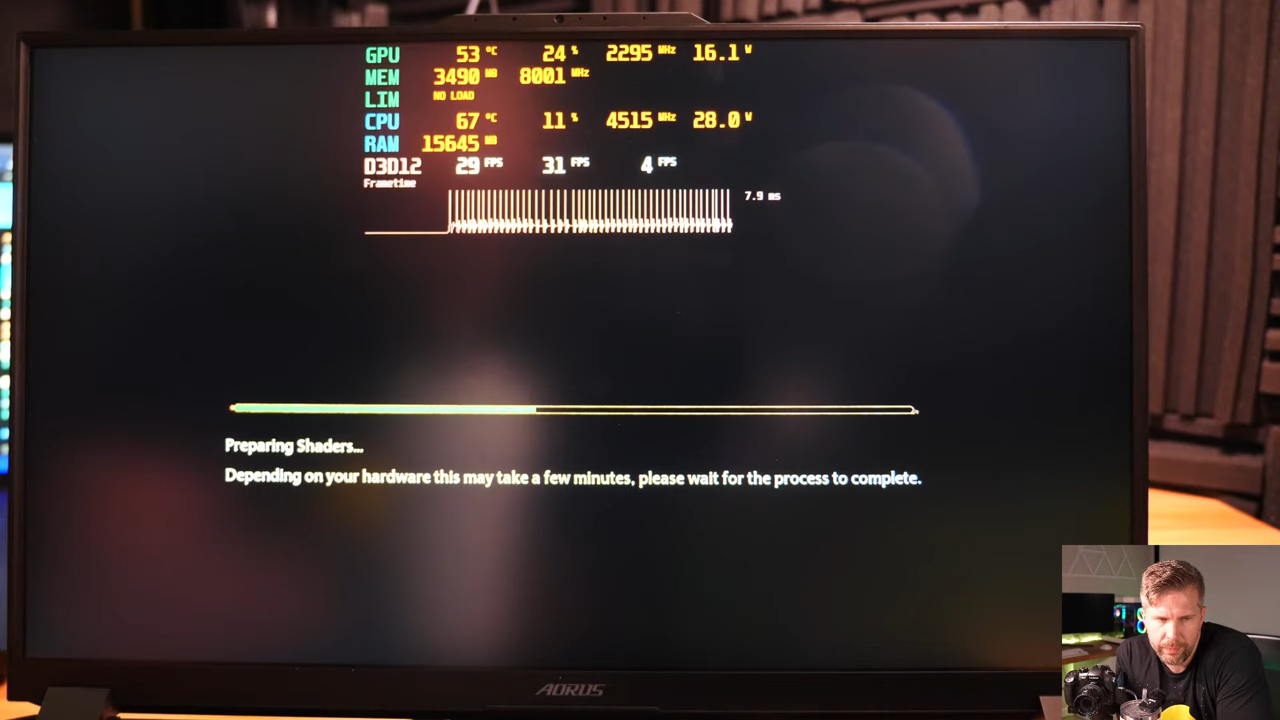 GPU 53 °C 24 % 2295 MHz 16.1 W
MEM 3490 MB 8001 MHz
LIM NO LOAD
CPU 67 °C 11 % 4515 MHz 28.0 W
RAM 15645 MB
D3D12 29 FPS 31 FPS 4 FPS
Frametime
7.9 ms
Preparing Shaders...
Depending on your hardware this may take a few minutes, please wait for the process to complete.
AORUS